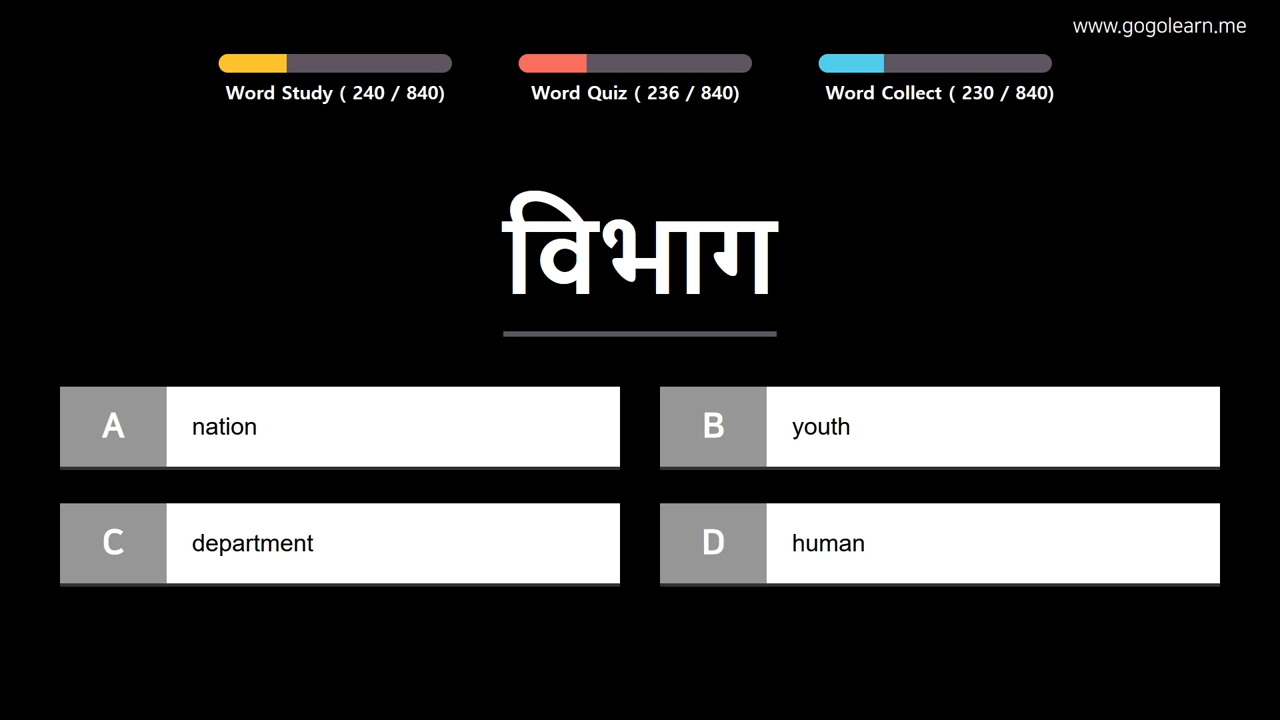 www.gogolearn.me
Word Study ( 240 / 840)
Word Quiz ( 236 / 840)
Word Collect ( 230 / 840)
विभाग
A nation
B youth
C department
D human